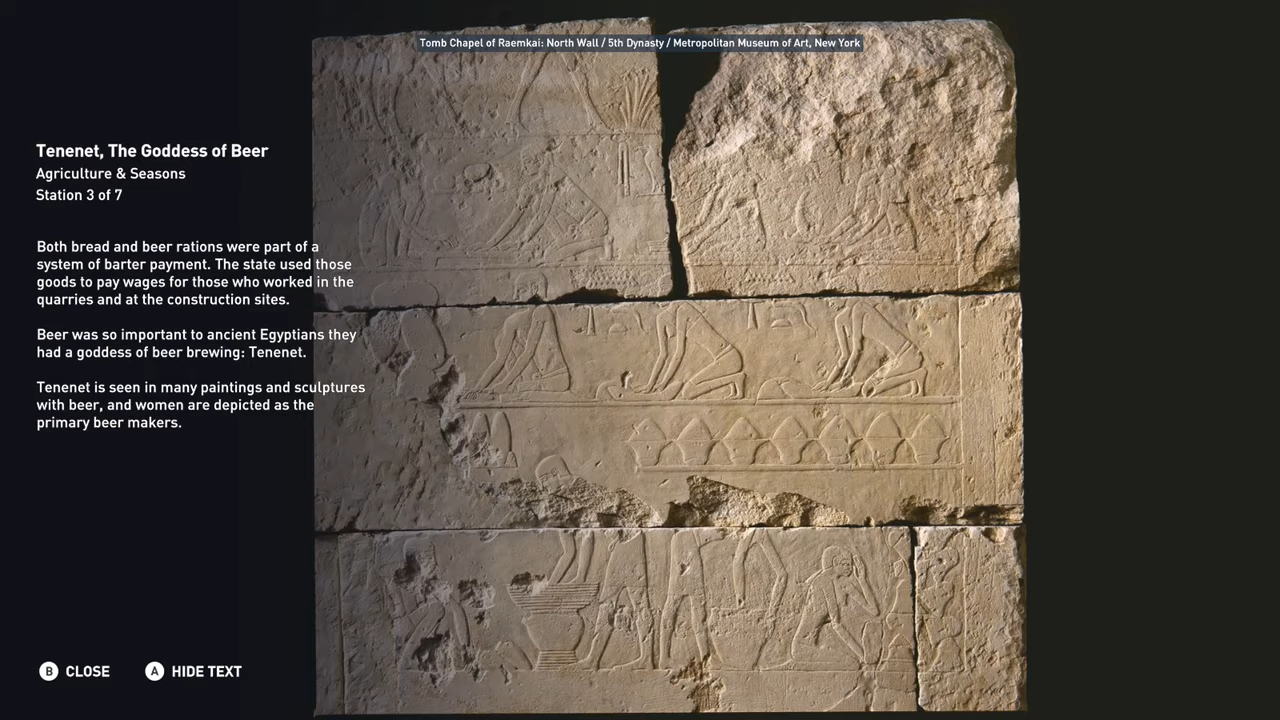 Tomb Chapel of Raemkai: North Wall / 5th Dynasty / Metropolitan Museum of Art, New York
Tenenet, The Goddess of Beer
Agriculture & Seasons
Station 3 of 7
Both bread and beer rations were part of a
system of barter payment. The state used those
goods to pay wages for those who worked in the
quarries and at the construction sites.
Beer was so important to ancient Egyptians they
had a goddess of beer brewing: Tenenet.
Tenenet is seen in many paintings and sculptures
with beer, and women are depicted as the
primary beer makers.
B CLOSE A HIDE TEXT